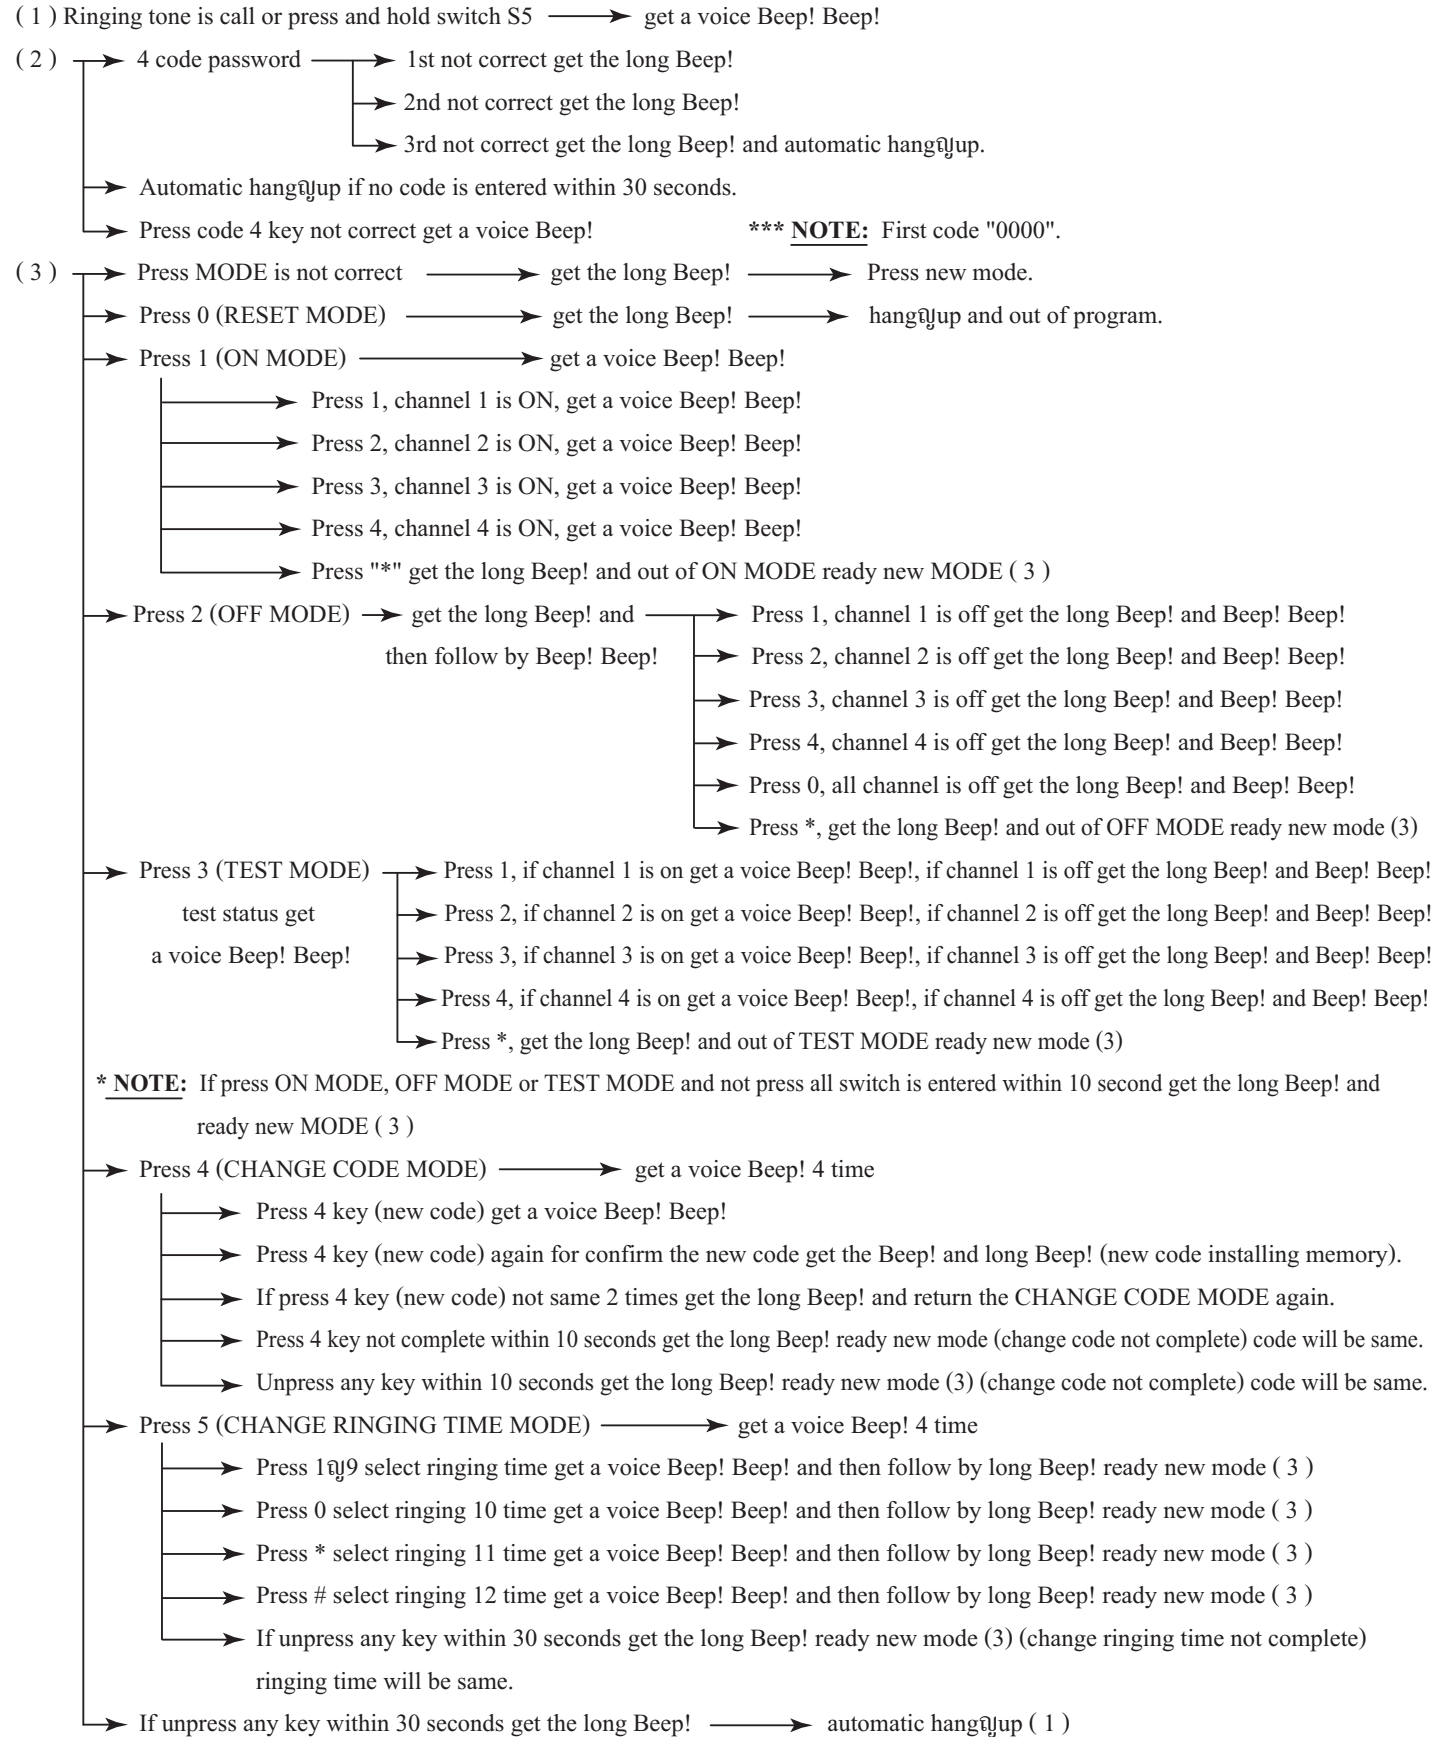 ( 1 ) Ringing tone is call or press and hold switch S5 get a voice Beep! Beep!
( 2 ) 4 code password 1st not correct get the long Beep!
2nd not correct get the long Beep!
3rd not correct get the long Beep! and automatic hangญup.
Automatic hangญup if no code is entered within 30 seconds.
Press code 4 key not correct get a voice Beep! *** NOTE: First code "0000".
( 3 ) Press MODE is not correct get the long Beep! Press new mode.
Press 0 (RESET MODE) get the long Beep! hangญup and out of program.
Press 1 (ON MODE) get a voice Beep! Beep!
Press 1, channel 1 is ON, get a voice Beep! Beep!
Press 2, channel 2 is ON, get a voice Beep! Beep!
Press 3, channel 3 is ON, get a voice Beep! Beep!
Press 4, channel 4 is ON, get a voice Beep! Beep!
Press "*" get the long Beep! and out of ON MODE ready new MODE ( 3 )
Press 2 (OFF MODE) get the long Beep! and Press 1, channel 1 is off get the long Beep! and Beep! Beep!
then follow by Beep! Beep! Press 2, channel 2 is off get the long Beep! and Beep! Beep!
Press 3, channel 3 is off get the long Beep! and Beep! Beep!
Press 4, channel 4 is off get the long Beep! and Beep! Beep!
Press 0, all channel is off get the long Beep! and Beep! Beep!
Press *, get the long Beep! and out of OFF MODE ready new mode (3)
Press 3 (TEST MODE) Press 1, if channel 1 is on get a voice Beep! Beep!, if channel 1 is off get the long Beep! and Beep! Beep!
test status get Press 2, if channel 2 is on get a voice Beep! Beep!, if channel 2 is off get the long Beep! and Beep! Beep!
a voice Beep! Beep! Press 3, if channel 3 is on get a voice Beep! Beep!, if channel 3 is off get the long Beep! and Beep! Beep!
Press 4, if channel 4 is on get a voice Beep! Beep!, if channel 4 is off get the long Beep! and Beep! Beep!
Press *, get the long Beep! and out of TEST MODE ready new mode (3)
* NOTE: If press ON MODE, OFF MODE or TEST MODE and not press all switch is entered within 10 second get the long Beep! and
ready new MODE ( 3 )
Press 4 (CHANGE CODE MODE) get a voice Beep! 4 time
Press 4 key (new code) get a voice Beep! Beep!
Press 4 key (new code) again for confirm the new code get the Beep! and long Beep! (new code installing memory).
If press 4 key (new code) not same 2 times get the long Beep! and return the CHANGE CODE MODE again.
Press 4 key not complete within 10 seconds get the long Beep! ready new mode (change code not complete) code will be same.
Unpress any key within 10 seconds get the long Beep! ready new mode (3) (change code not complete) code will be same.
Press 5 (CHANGE RINGING TIME MODE) get a voice Beep! 4 time
Press 1ญ9 select ringing time get a voice Beep! Beep! and then follow by long Beep! ready new mode ( 3 )
Press 0 select ringing 10 time get a voice Beep! Beep! and then follow by long Beep! ready new mode ( 3 )
Press * select ringing 11 time get a voice Beep! Beep! and then follow by long Beep! ready new mode ( 3 )
Press # select ringing 12 time get a voice Beep! Beep! and then follow by long Beep! ready new mode ( 3 )
If unpress any key within 30 seconds get the long Beep! ready new mode (3) (change ringing time not complete)
ringing time will be same.
If unpress any key within 30 seconds get the long Beep! automatic hangญup ( 1 )